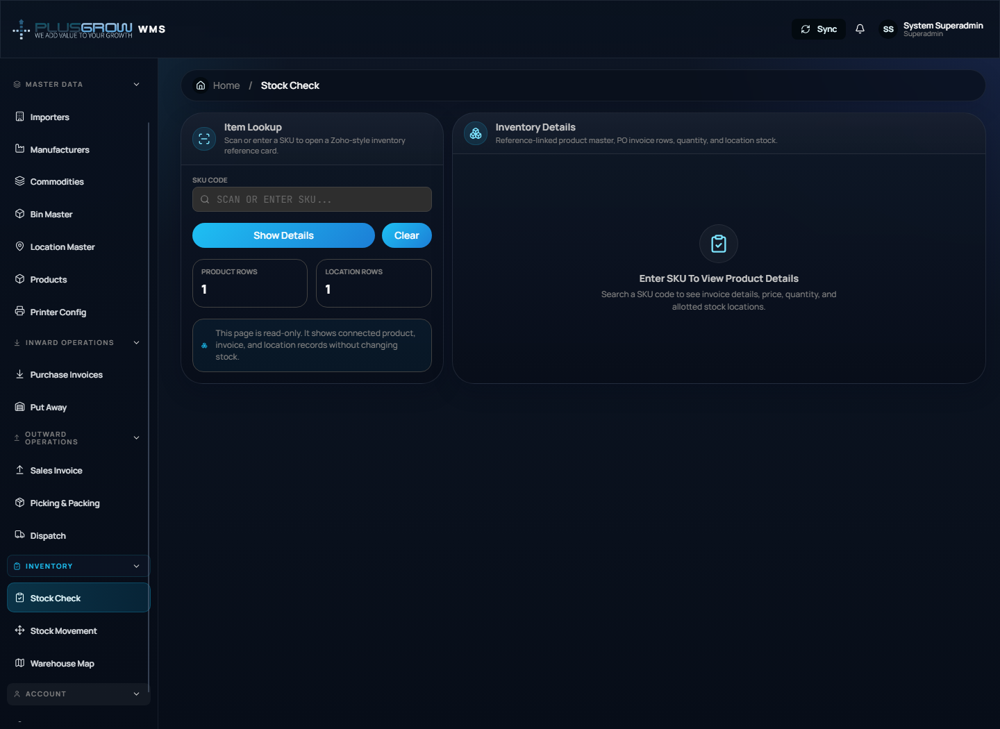 PLUSGROW
WE ADD VALUE TO YOUR GROWTH
WMS
Sync
SS
System Superadmin
Superadmin
MASTER DATA
Importers
Manufacturers
Commodities
Bin Master
Location Master
Products
Printer Config
INWARD OPERATIONS
Purchase Invoices
Put Away
OUTWARD
OPERATIONS
Sales Invoice
Picking & Packing
Dispatch
INVENTORY
Stock Check
Stock Movement
Warehouse Map
ACCOUNT
Home / Stock Check
Item Lookup
Scan or enter a SKU to open a Zoho-style inventory
reference card.
SKU CODE
SCAN OR ENTER SKU...
Show Details
Clear
PRODUCT ROWS
1
LOCATION ROWS
1
This page is read-only. It shows connected product,
invoice, and location records without changing
stock.
Inventory Details
Reference-linked product master, PO invoice rows, quantity, and location stock.
Enter SKU To View Product Details
Search a SKU code to see invoice details, price, quantity, and
allotted stock locations.